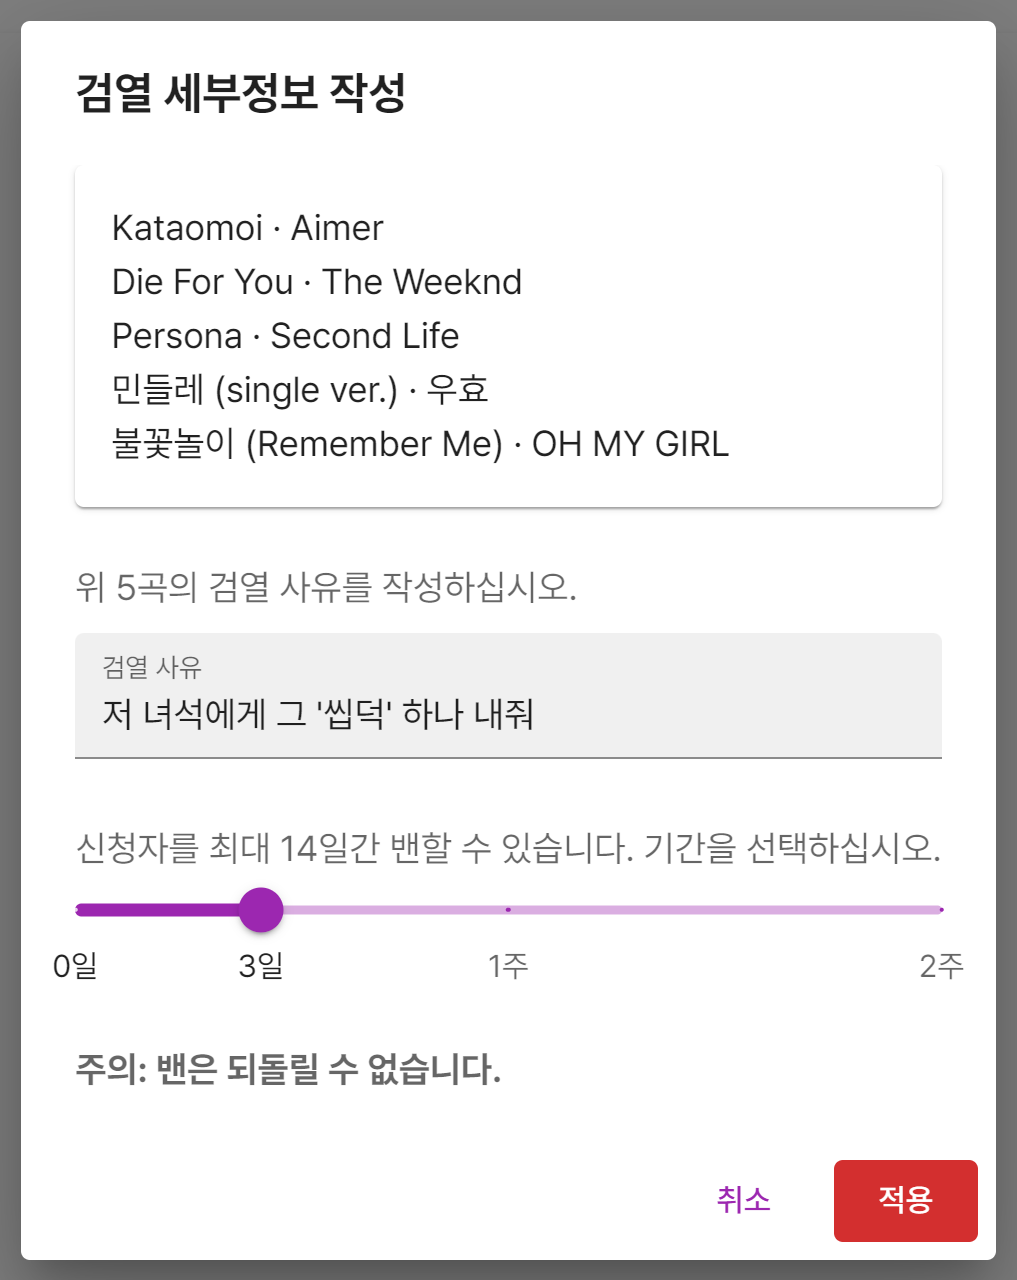 검열 세부정보 작성
Kataomoi · Aimer
Die For You · The Weeknd
Persona · Second Life
민들레 (single ver.) · 우효
불꽃놀이 (Remember Me) · OH MY GIRL
위 5곡의 검열 사유를 작성하십시오.
검열 사유
저 녀석에게 그 '씹덕' 하나 내줘
신청자를 최대 14일간 밴할 수 있습니다. 기간을 선택하십시오.
0일 3일 1주 2주
주의: 밴은 되돌릴 수 없습니다.
취소 적용